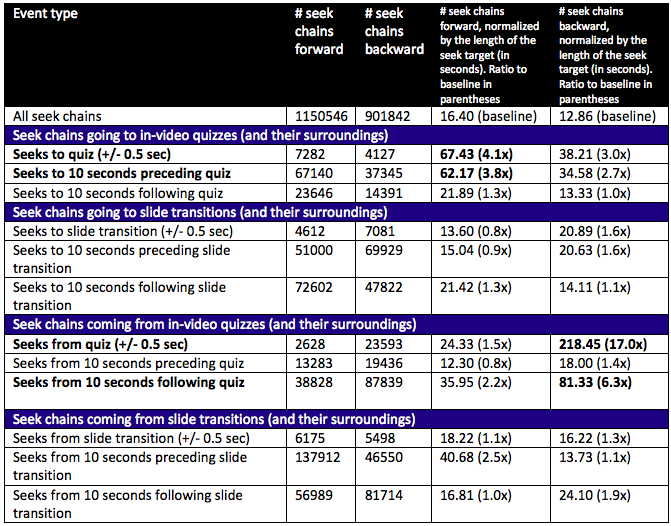 Event type | # seek chains forward | # seek chains backward | # seek chains forward, normalized by the length of the seek target (in seconds). Ratio to baseline in parentheses | # seek chains backward, normalized by the length of the seek target (in seconds). Ratio to baseline in parentheses
All seek chains | 1150546 | 901842 | 16.40 (baseline) | 12.86 (baseline)
Seek chains going to in-video quizzes (and their surroundings)
Seeks to quiz (+/- 0.5 sec) | 7282 | 4127 | 67.43 (4.1x) | 38.21 (3.0x)
Seeks to 10 seconds preceding quiz | 67140 | 37345 | 62.17 (3.8x) | 34.58 (2.7x)
Seeks to 10 seconds following quiz | 23646 | 14391 | 21.89 (1.3x) | 13.33 (1.0x)
Seek chains going to slide transitions (and their surroundings)
Seeks to slide transition (+/- 0.5 sec) | 4612 | 7081 | 13.60 (0.8x) | 20.89 (1.6x)
Seeks to 10 seconds preceding slide transition | 51000 | 69929 | 15.04 (0.9x) | 20.63 (1.6x)
Seeks to 10 seconds following slide transition | 72602 | 47822 | 21.42 (1.3x) | 14.11 (1.1x)
Seek chains coming from in-video quizzes (and their surroundings)
Seeks from quiz (+/- 0.5 sec) | 2628 | 23593 | 24.33 (1.5x) | 218.45 (17.0x)
Seeks from 10 seconds preceding quiz | 13283 | 19436 | 12.30 (0.8x) | 18.00 (1.4x)
Seeks from 10 seconds following quiz | 38828 | 87839 | 35.95 (2.2x) | 81.33 (6.3x)
Seek chains coming from slide transitions (and their surroundings)
Seeks from slide transition (+/- 0.5 sec) | 6175 | 5498 | 18.22 (1.1x) | 16.22 (1.3x)
Seeks from 10 seconds preceding slide transition | 137912 | 46550 | 40.68 (2.5x) | 13.73 (1.1x)
Seeks from 10 seconds following slide transition | 56989 | 81714 | 16.81 (1.0x) | 24.10 (1.9x)